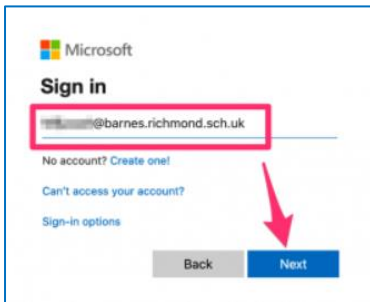 Microsoft
Sign in
@barnes.richmond.sch.uk
No account? Create one!
Can't access your account?
Sign-in options
Back Next